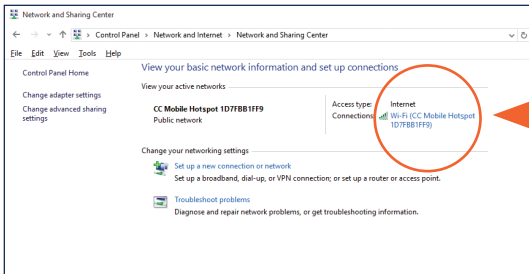 Network and Sharing Center
Control Panel > Network and Internet > Network and Sharing Center
File Edit View Tools Help
Control Panel Home
Change adapter settings
Change advanced sharing
settings
View your basic network information and set up connections
View your active networks
CC Mobile Hotspot 1D7FBB1FF9
Public network
Access type: Internet
Connections: Wi-Fi (CC Mobile Hotspot
1D7FBB1FF9)
Change your networking settings
Set up a new connection or network
Set up a broadband, dial-up, or VPN connection; or set up a router or access point.
Troubleshoot problems
Diagnose and repair network problems, or get troubleshooting information.